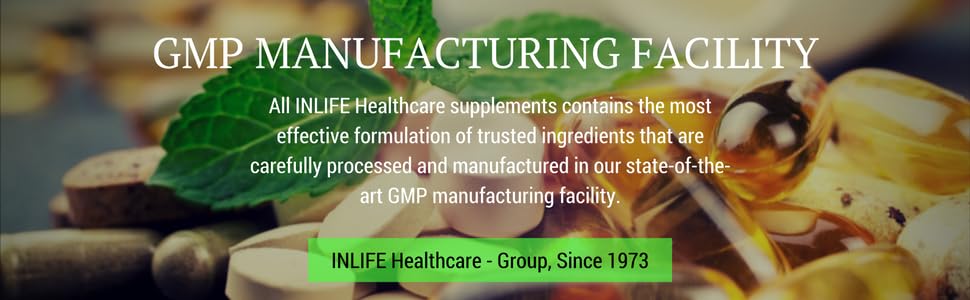 GMP MANUFACTURING FACILITY
All INLIFE Healthcare supplements contains the most
effective formulation of trusted ingredients that are
carefully processed and manufactured in our state-of-the-
art GMP manufacturing facility.
INLIFE Healthcare - Group, Since 1973